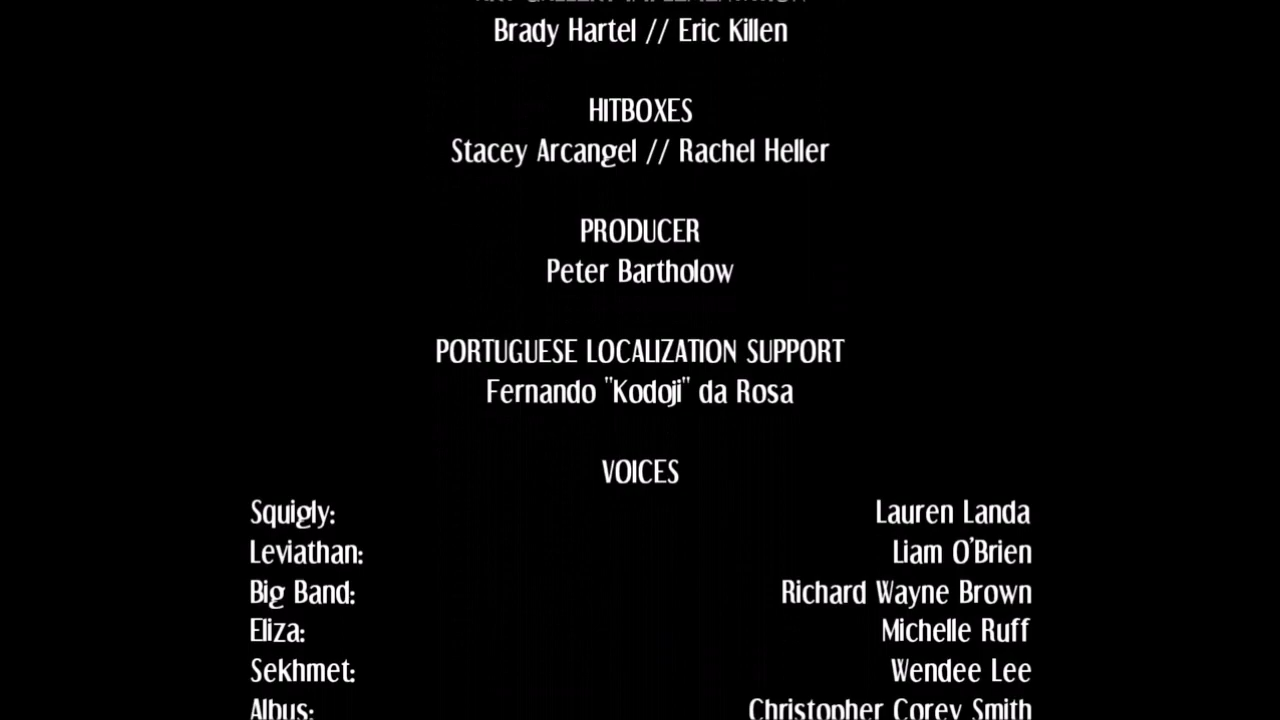 Brady Hartel // Eric Killen
HITBOXES
Stacey Arcangel // Rachel Heller
PRODUCER
Peter Bartholow
PORTUGUESE LOCALIZATION SUPPORT
Fernando "Kodoji" da Rosa
VOICES
Squigly: Lauren Landa
Leviathan: Liam O'Brien
Big Band: Richard Wayne Brown
Eliza: Michelle Ruff
Sekhmet: Wendee Lee
Albus: Christopher Corey Smith